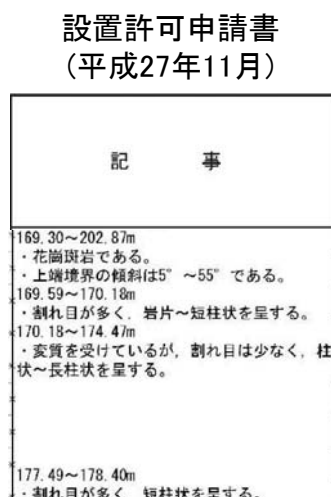 設置許可申請書
(平成27年11月)
記 事
169.30～202.87m
・花崗斑岩である。
・上端境界の傾斜は5°～55°である。
169.59～170.18m
・割れ目が多く，岩片～短柱状を呈する。
170.18～174.47m
・変質を受けているが，割れ目は少なく，柱
状～長柱状を呈する。
177.49～178.40m
・割れ目が多く，短柱状を呈する。